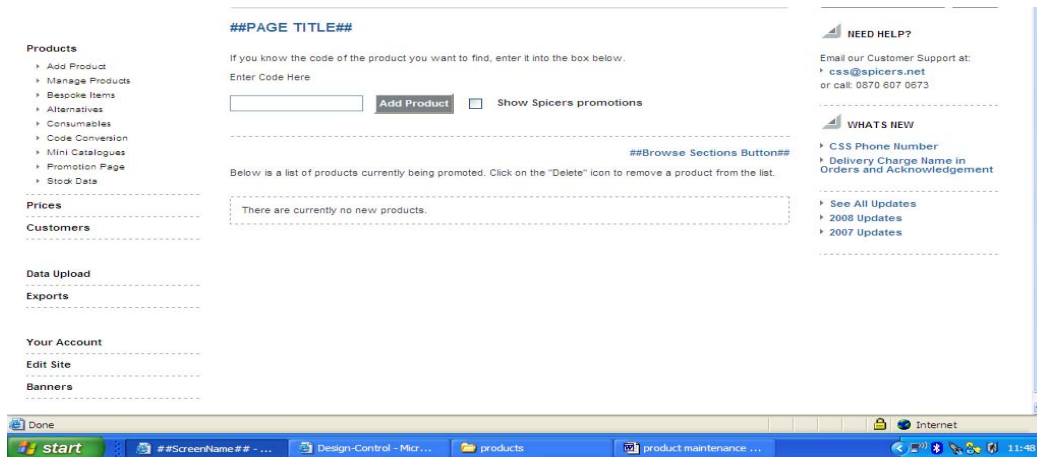 Products
Add Product
Manage Products
Bespoke Items
Alternatives
Consumables
Code Conversion
Mini Catalogues
Promotion Page
Stock Data
Prices
Customers
Data Upload
Exports
Your Account
Edit Site
Banners
##PAGE TITLE##
If you know the code of the product you want to find, enter it into the box below.
Enter Code Here
Add Product
Show Spicers promotions
##Browse Sections Button##
Below is a list of products currently being promoted. Click on the "Delete" icon to remove a product from the list.
There are currently no new products.
NEED HELP?
Email our Customer Support at:
css@spicers.net
or call: 0870 607 0673
WHATS NEW
CSS Phone Number
Delivery Charge Name in
Orders and Acknowledgement
See All Updates
2008 Updates
2007 Updates
Done
Internet
start
##ScreenName## - ...
Design-Control - Micr...
products
product maintenance ...
11:48